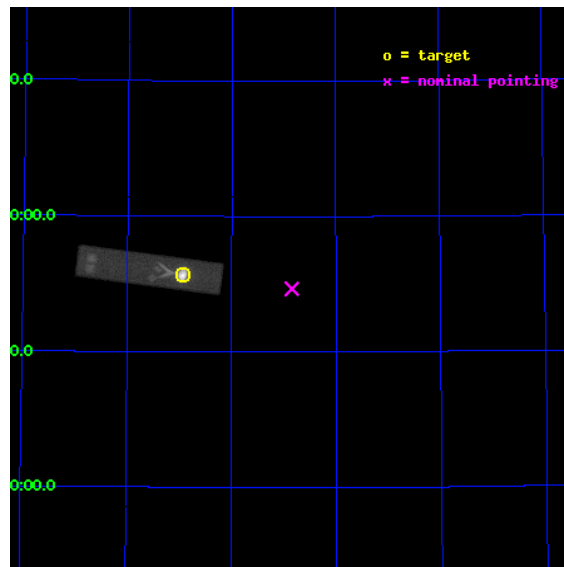 o = target
x = nominal pointing
0.0
0:00.0
0.0
0:00.0